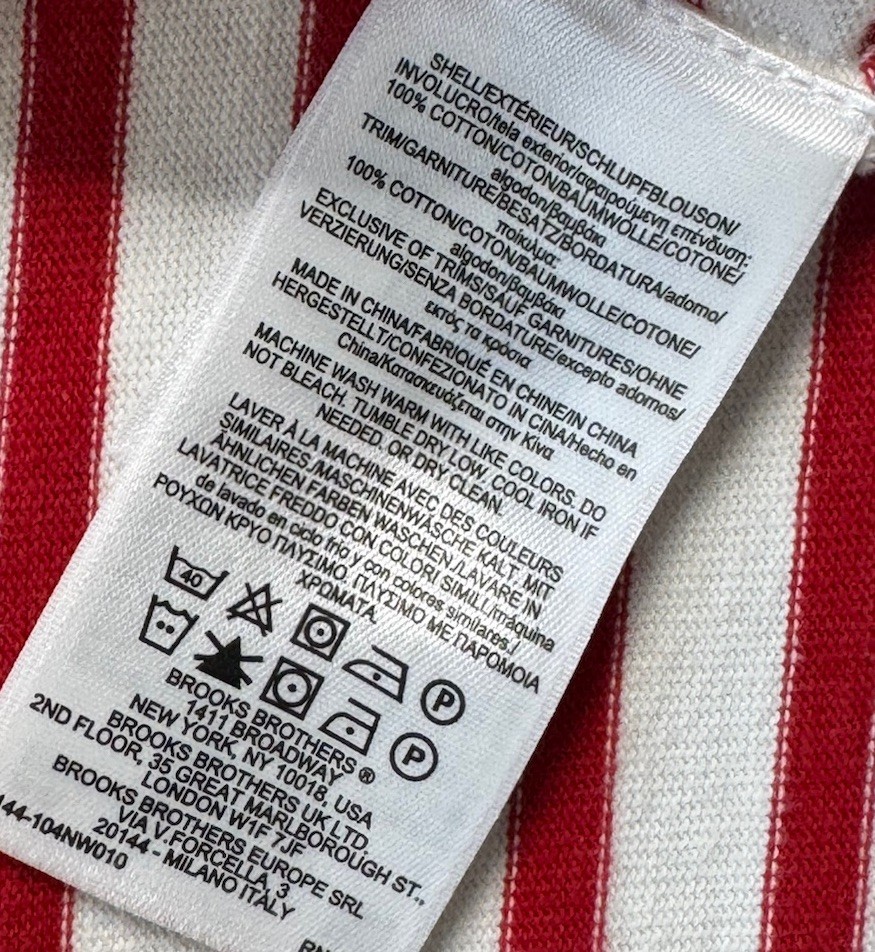 SHELL/EXTÉRIEUR/SCHLUPFBLOUSON/
INVOLUCRO/tela exterior/αφαιρούμενη επένδυση:
100% COTTON/COTON/BAUMWOLLE/COTONE/
algodon/βαμβάκι
TRIM/GARNITURE/BESATZ/BORDATURA/adorno/
ποίκιλμα:
100% COTTON/COTON/BAUMWOLLE/COTONE/
algodon/βαμβάκι
EXCLUSIVE OF TRIMS/SAUF GARNITURES/OHNE
VERZIERUNG/SENZA BORDATURE/excepto adornos/
εκτός τα κρόσια
MADE IN CHINA/FABRIQUÉ EN CHINE/IN CHINA
HERGESTELLT/CONFEZIONATO IN CINA/Hecho en
China/Κατασκευάζεται στην Κίνα
MACHINE WASH WARM WITH LIKE COLORS. DO
NOT BLEACH. TUMBLE DRY LOW. COOL IRON IF
NEEDED. OR DRY CLEAN.
LAVER À LA MACHINE AVEC DES COULEURS
SIMILAIRES./MASCHINENWÄSCHE KALT. MIT
ÄHNLICHEN FARBEN WASCHEN./LAVARE IN
LAVATRICE FREDDO CON COLORI SIMILI./máquina
de lavado en ciclo frío y con colores similares./
ΡΟΥΧΩΝ ΚΡΥΟ ΠΛΥΣΙΜΟ. ΠΛΥΣΙΜΟ ΜΕ ΠΑΡΟΜΟΙΑ
ΧΡΩΜΑΤΑ.
40 P
P
BROOKS BROTHERS ®
1411 BROADWAY
NEW YORK, NY 10018, USA
BROOKS BROTHERS UK LTD.
2ND FLOOR, 35 GREAT MARLBOROUGH ST.,
LONDON W1F 7JF
BROOKS BROTHERS EUROPE SRL
VIA V.FORCELLA, 3
20144 - MILANO ITALY
44-104NW010
RN